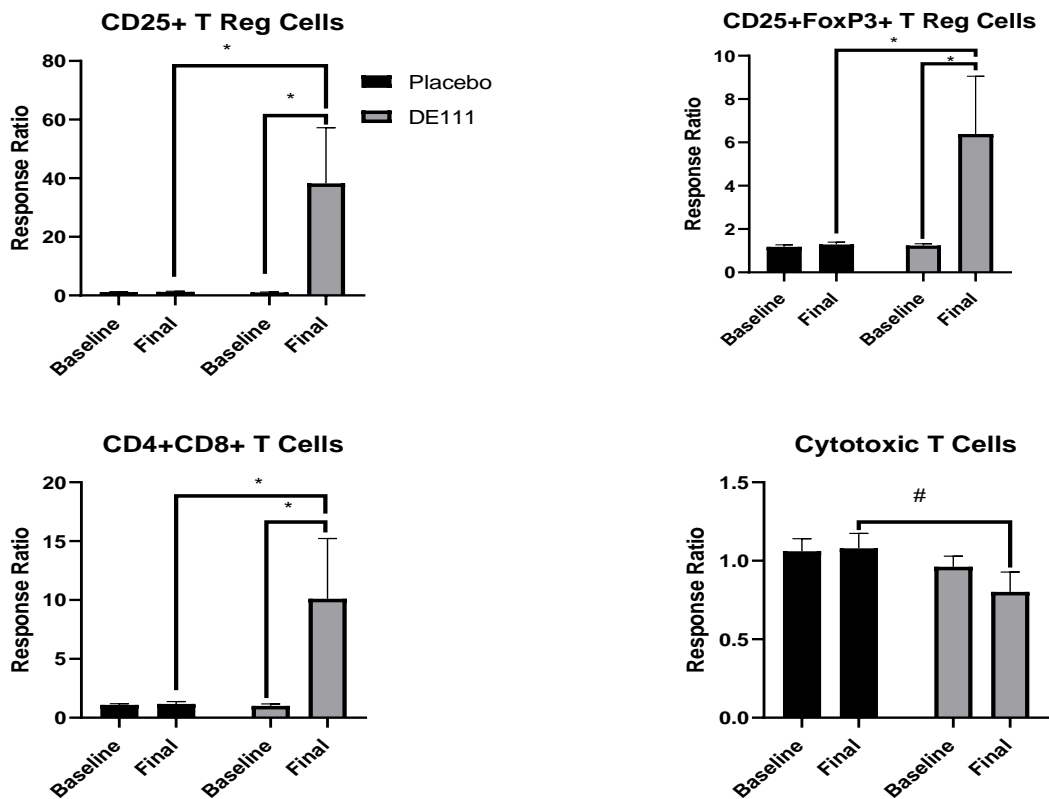 CD25+ T Reg Cells
*
*
Response Ratio
80
60
40
20
0
Baseline
Final
Baseline
Final
Placebo
DE111
CD25+FoxP3+ T Reg Cells
*
*
Response Ratio
10
8
6
4
2
0
Baseline
Final
Baseline
Final
CD4+CD8+ T Cells
*
*
Response Ratio
20
15
10
5
0
Baseline
Final
Baseline
Final
Cytotoxic T Cells
#
Response Ratio
1.5
1.0
0.5
0.0
Baseline
Final
Baseline
Final